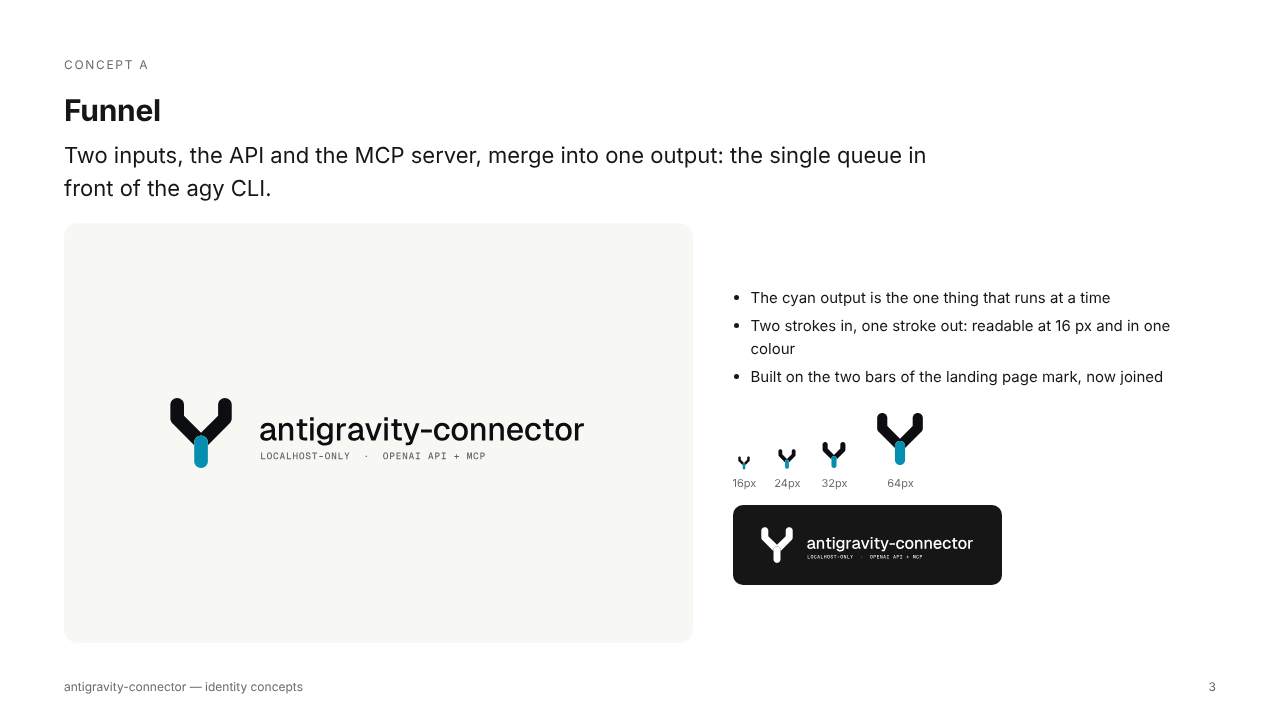 CONCEPT A
Funnel
Two inputs, the API and the MCP server, merge into one output: the single queue in
front of the agy CLI.
antigravity-connector
LOCALHOST-ONLY · OPENAI API + MCP
• The cyan output is the one thing that runs at a time
• Two strokes in, one stroke out: readable at 16 px and in one
colour
• Built on the two bars of the landing page mark, now joined
16px 24px 32px 64px
antigravity-connector
LOCALHOST-ONLY · OPENAI API + MCP
antigravity-connector — identity concepts 3